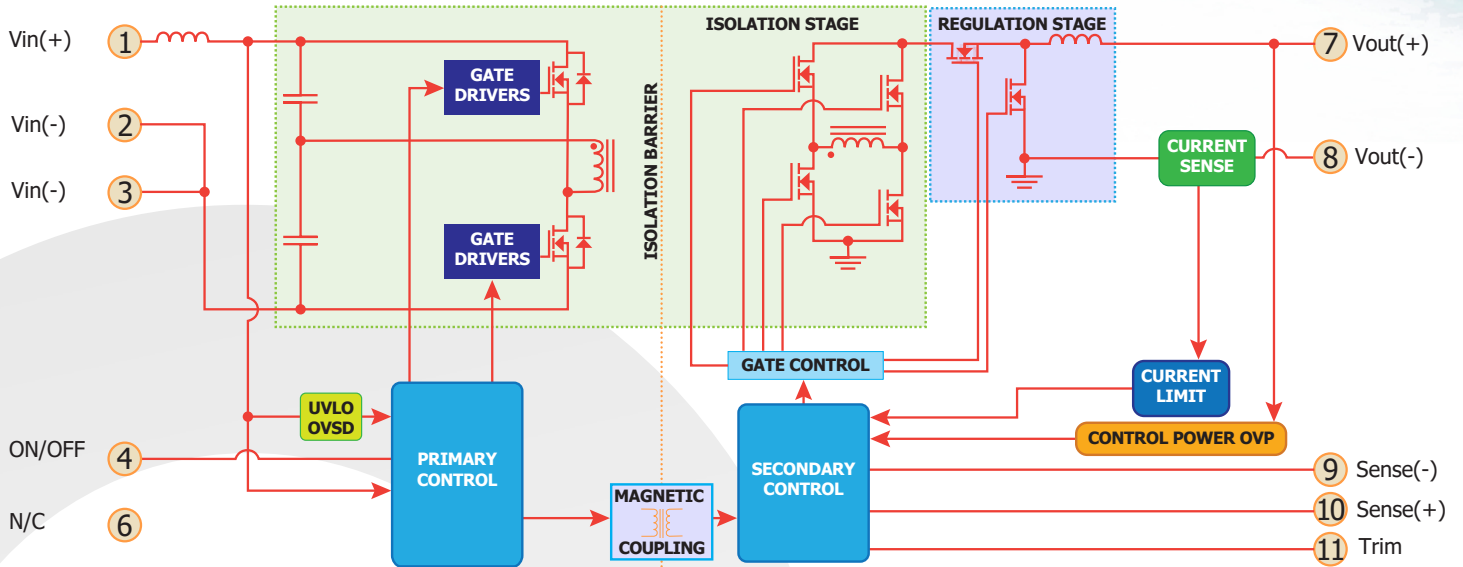 Vin(+)
1
Vin(-)
2
Vin(-)
3
ON/OFF
4
N/C
6
GATE
DRIVERS
GATE
DRIVERS
ISOLATION BARRIER
ISOLATION STAGE
REGULATION STAGE
UVLO
OVSD
PRIMARY
CONTROL
MAGNETIC
COUPLING
GATE CONTROL
SECONDARY
CONTROL
CURRENT
SENSE
CURRENT
LIMIT
CONTROL POWER OVP
7
Vout(+)
8
Vout(-)
9
Sense(-)
10
Sense(+)
11
Trim